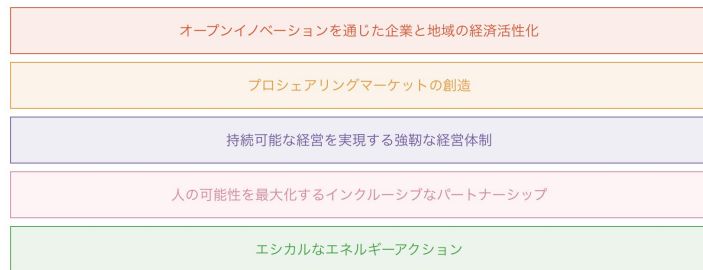 オープンイノベーションを通じた企業と地域の経済活性化
プロシェアリングマーケットの創造
持続可能な経営を実現する強靭な経営体制
人の可能性を最大化するインクルーシブなパートナーシップ
エシカルなエネルギーアクション